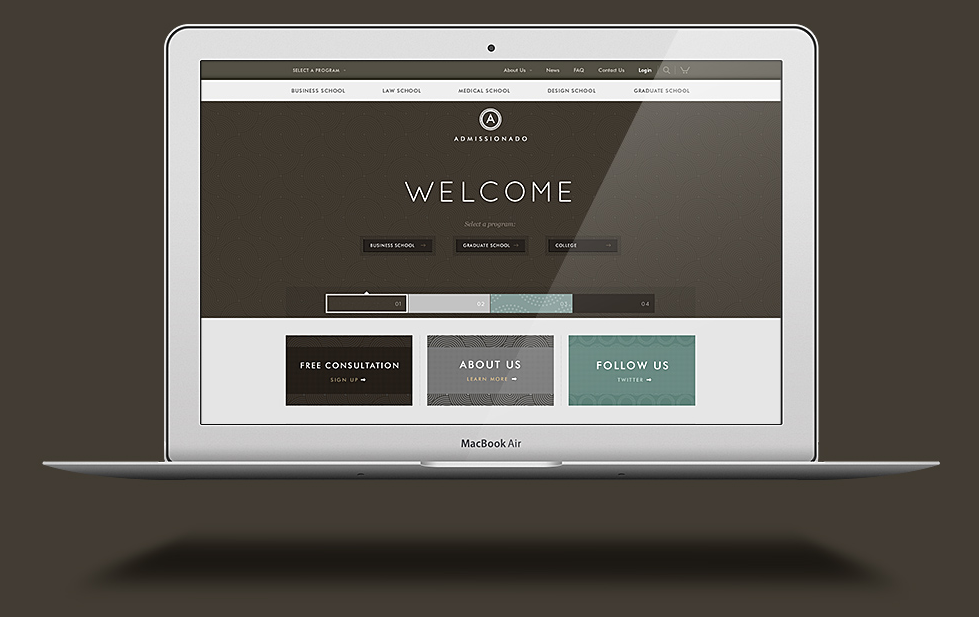 SELECT A PROGRAM
About Us
News
FAQ
Contact Us
Login
BUSINESS SCHOOL
LAW SCHOOL
MEDICAL SCHOOL
DESIGN SCHOOL
GRADUATE SCHOOL
A
ADMISSIONADO
WELCOME
Select a program:
BUSINESS SCHOOL
GRADUATE SCHOOL
COLLEGE
01
02
04
FREE CONSULTATION
SIGN UP
ABOUT US
LEARN MORE
FOLLOW US
TWITTER
MacBook Air